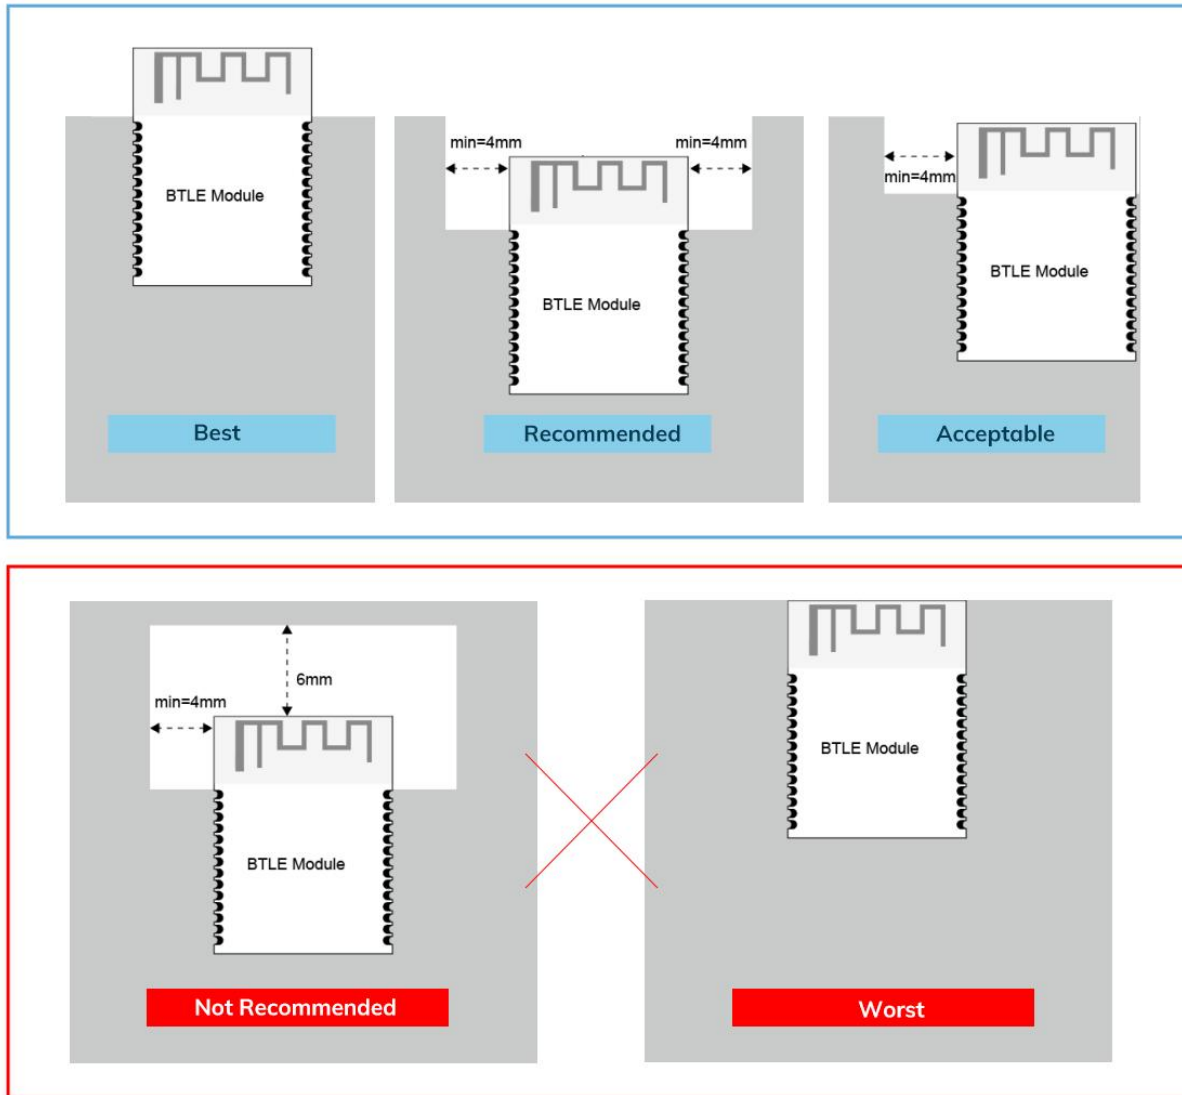 BTLE Module
Best
min=4mm
min=4mm
BTLE Module
Recommended
min=4mm
BTLE Module
Acceptable
6mm
min=4mm
BTLE Module
Not Recommended
BTLE Module
Worst